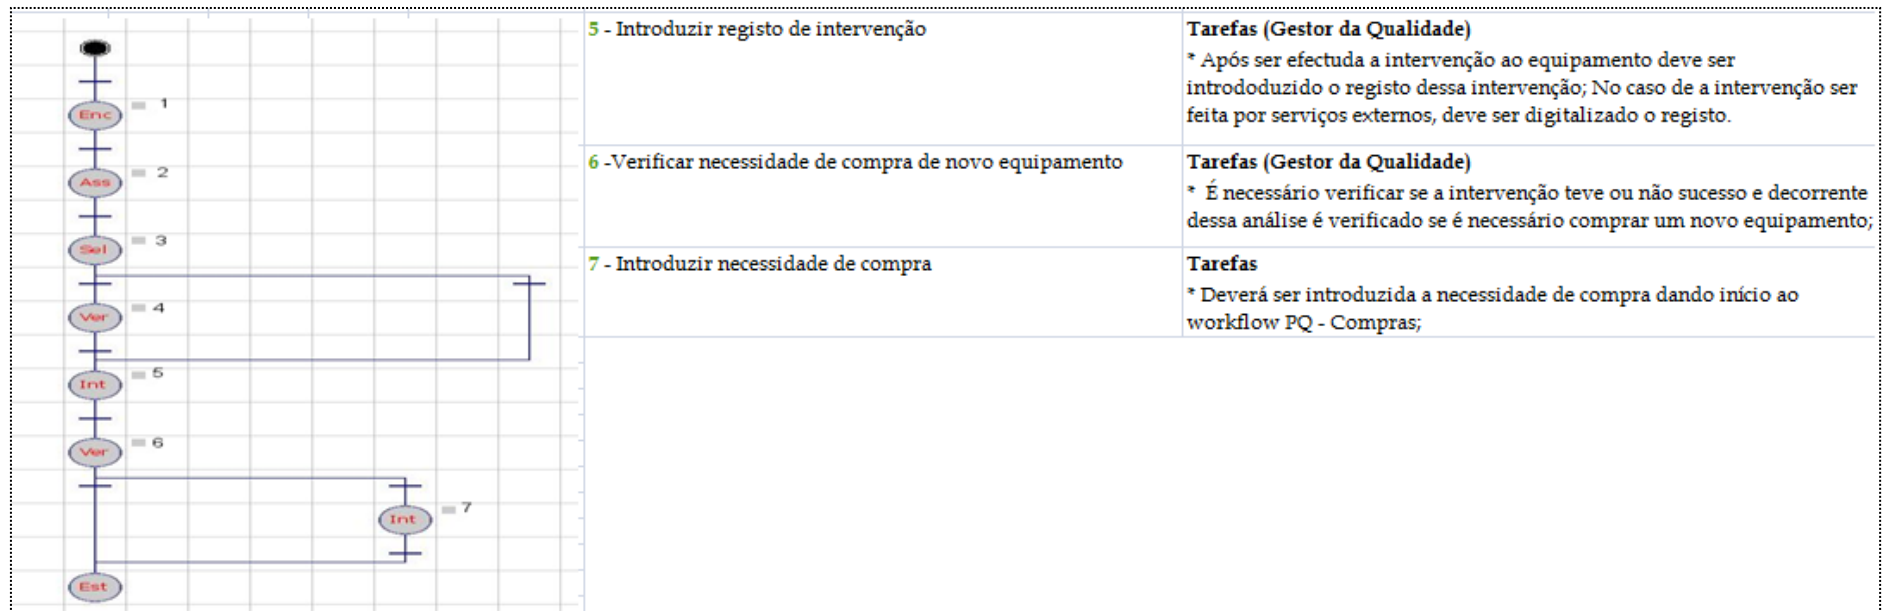 Enc
1
Ass
2
Sel
3
Ver
4
Int
5
Ver
6
Int
7
Est
5 - Introduzir registo de intervenção
Tarefas (Gestor da Qualidade)
* Após ser efectuda a intervenção ao equipamento deve ser
intrododuzido o registo dessa intervenção; No caso de a intervenção ser
feita por serviços externos, deve ser digitalizado o registo.
6 -Verificar necessidade de compra de novo equipamento
Tarefas (Gestor da Qualidade)
* É necessário verificar se a intervenção teve ou não sucesso e decorrente
dessa análise é verificado se é necessário comprar um novo equipamento;
7 - Introduzir necessidade de compra
Tarefas
* Deverá ser introduzida a necessidade de compra dando início ao
workflow PQ - Compras;